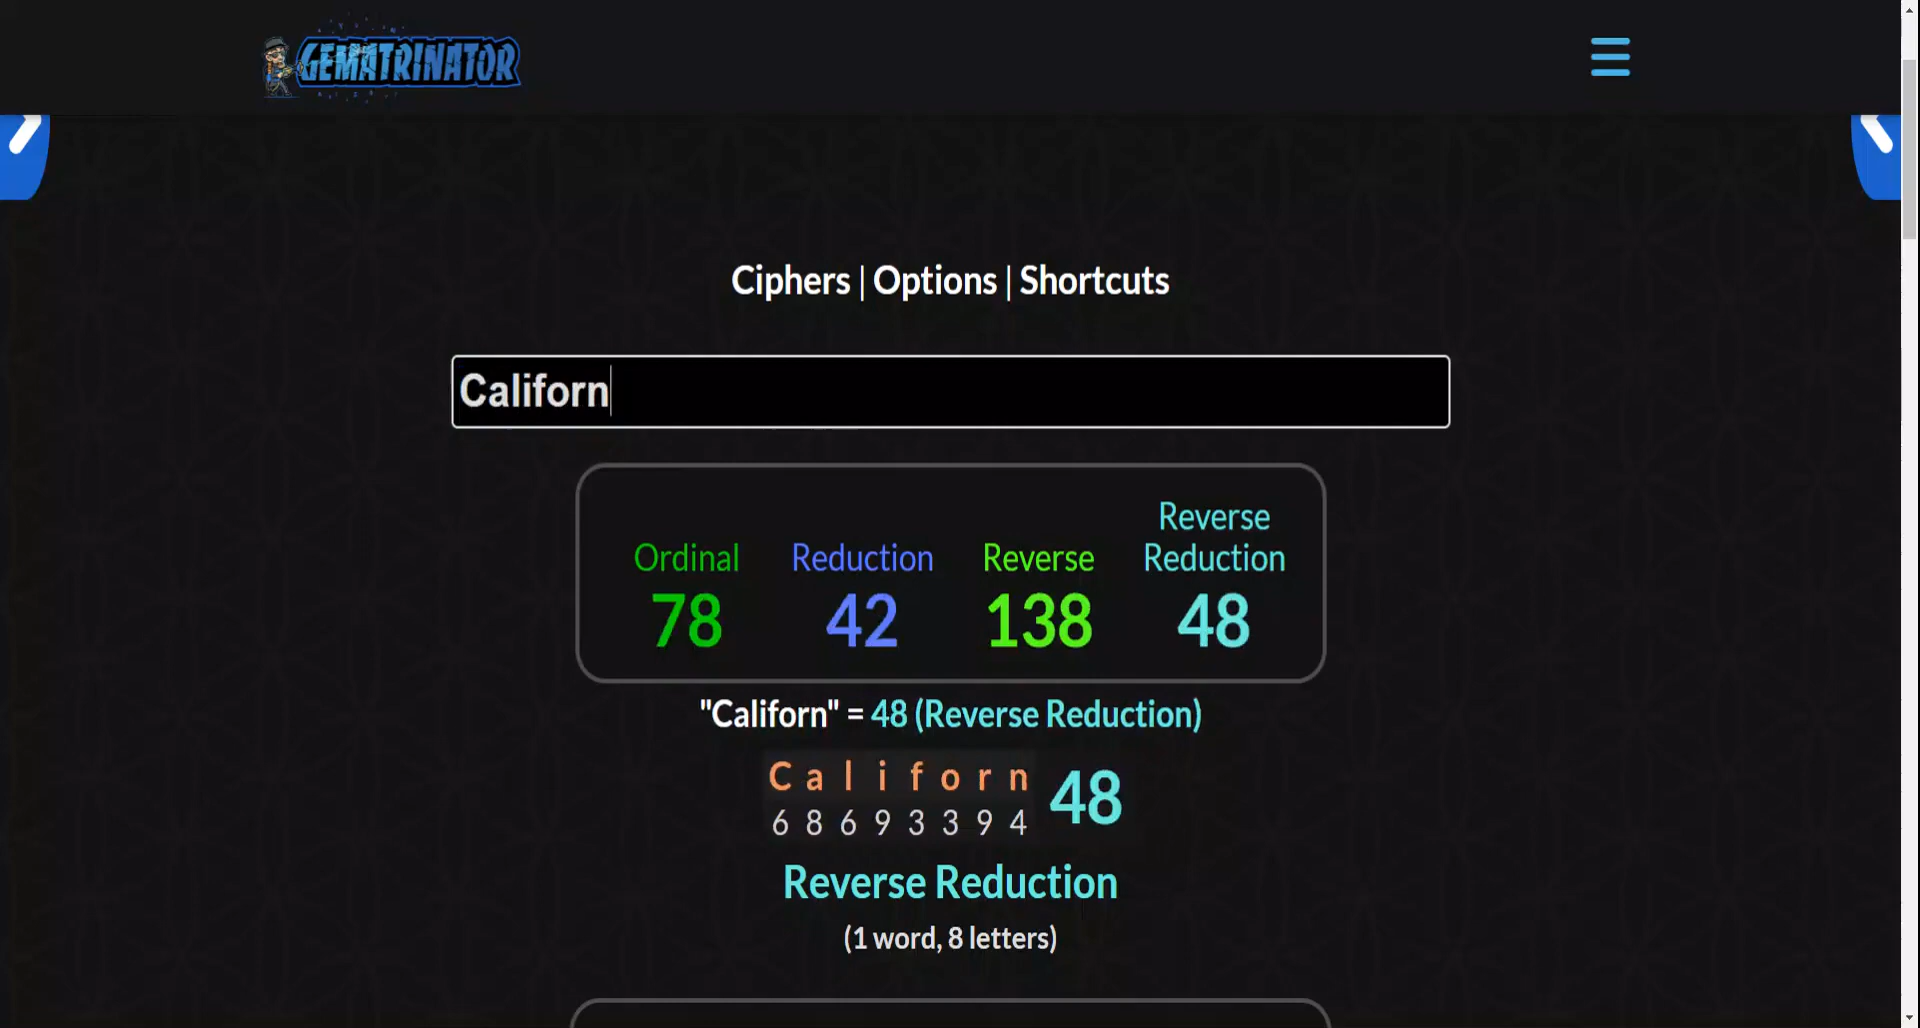 GEMATRINATOR
Ciphers | Options | Shortcuts
Californ
Ordinal Reduction Reverse Reverse Reduction
78 42 138 48
"Californ" = 48 (Reverse Reduction)
C a l i f o r n 48
6 8 6 9 3 3 9 4
Reverse Reduction
(1 word, 8 letters)